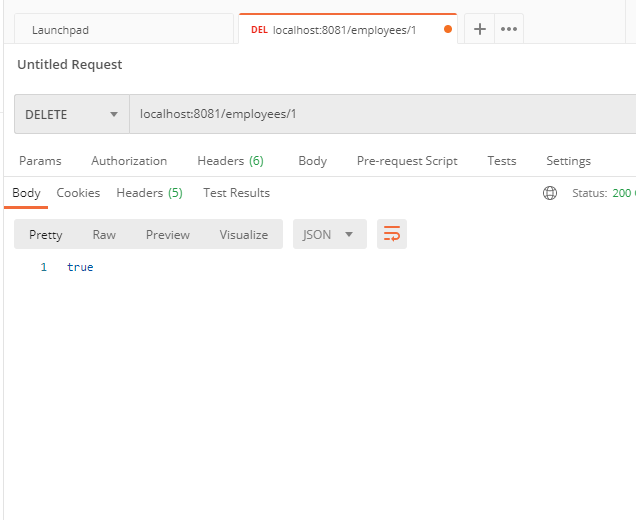 Launchpad DEL localhost:8081/employees/1 + •••
Untitled Request
DELETE localhost:8081/employees/1
Params Authorization Headers (6) Body Pre-request Script Tests Settings
Body Cookies Headers (5) Test Results Status: 200
Pretty Raw Preview Visualize JSON
1 true